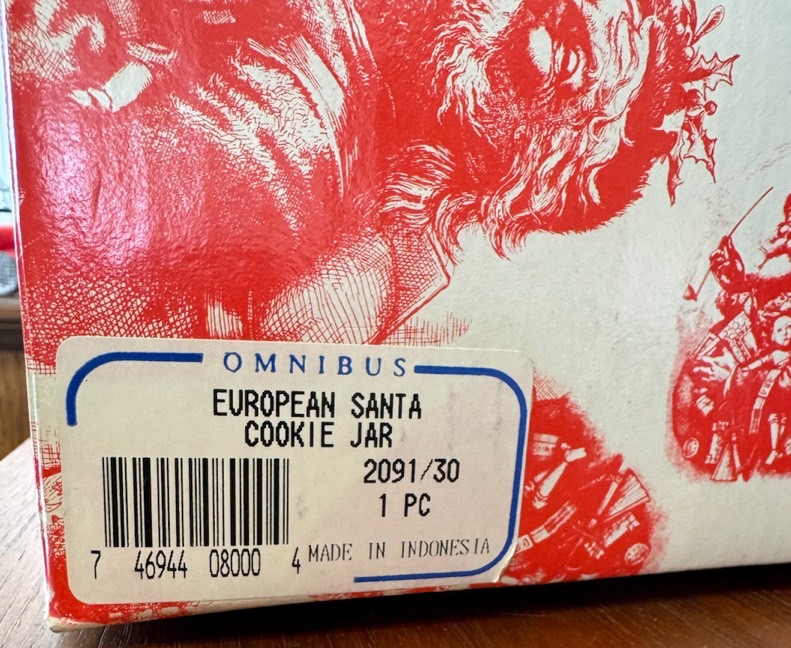 OMNIBUS
EUROPEAN SANTA
COOKIE JAR
2091/30
1 PC
7 46944 08000 4
MADE IN INDONESIA